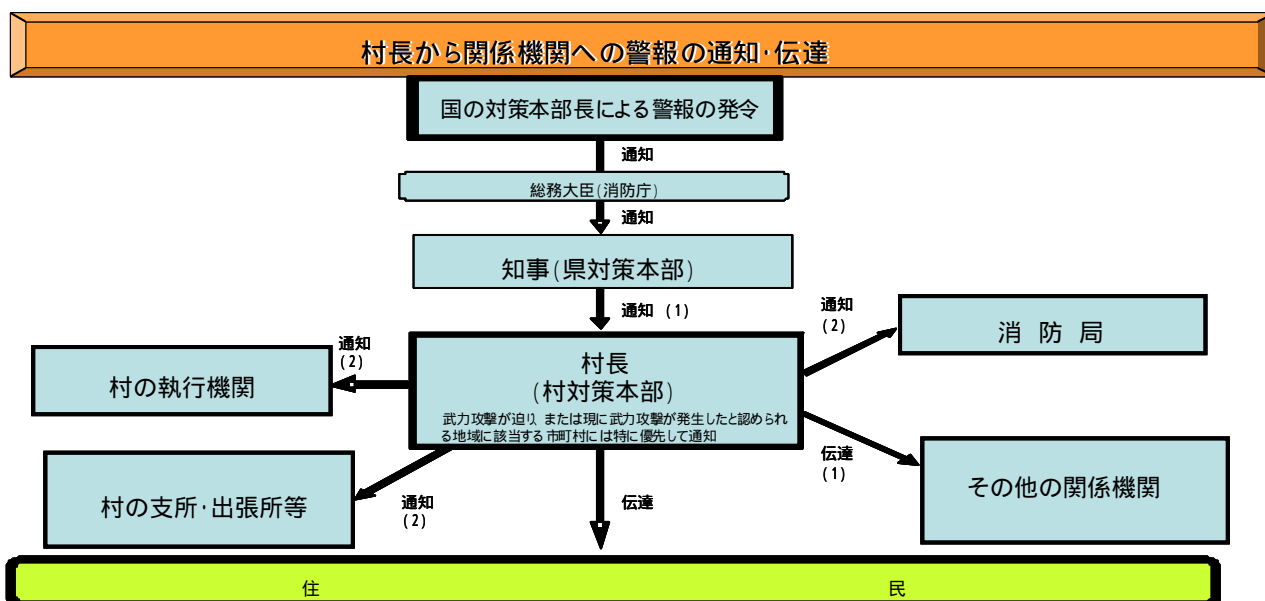 村長から関係機関への警報の通知・伝達
国の対策本部長による警報の発令
通知
総務大臣(消防庁)
通知
知事(県対策本部)
通知 (1)
通知
(2)
消 防 局
通知
(2)
村の執行機関
村長
(村対策本部)
武力攻撃が迫り、または現に武力攻撃が発生したと認められ
る地域に該当する市町村には特に優先して通知
伝達
(1)
その他の関係機関
村の支所・出張所等
通知
(2)
伝達
住 民